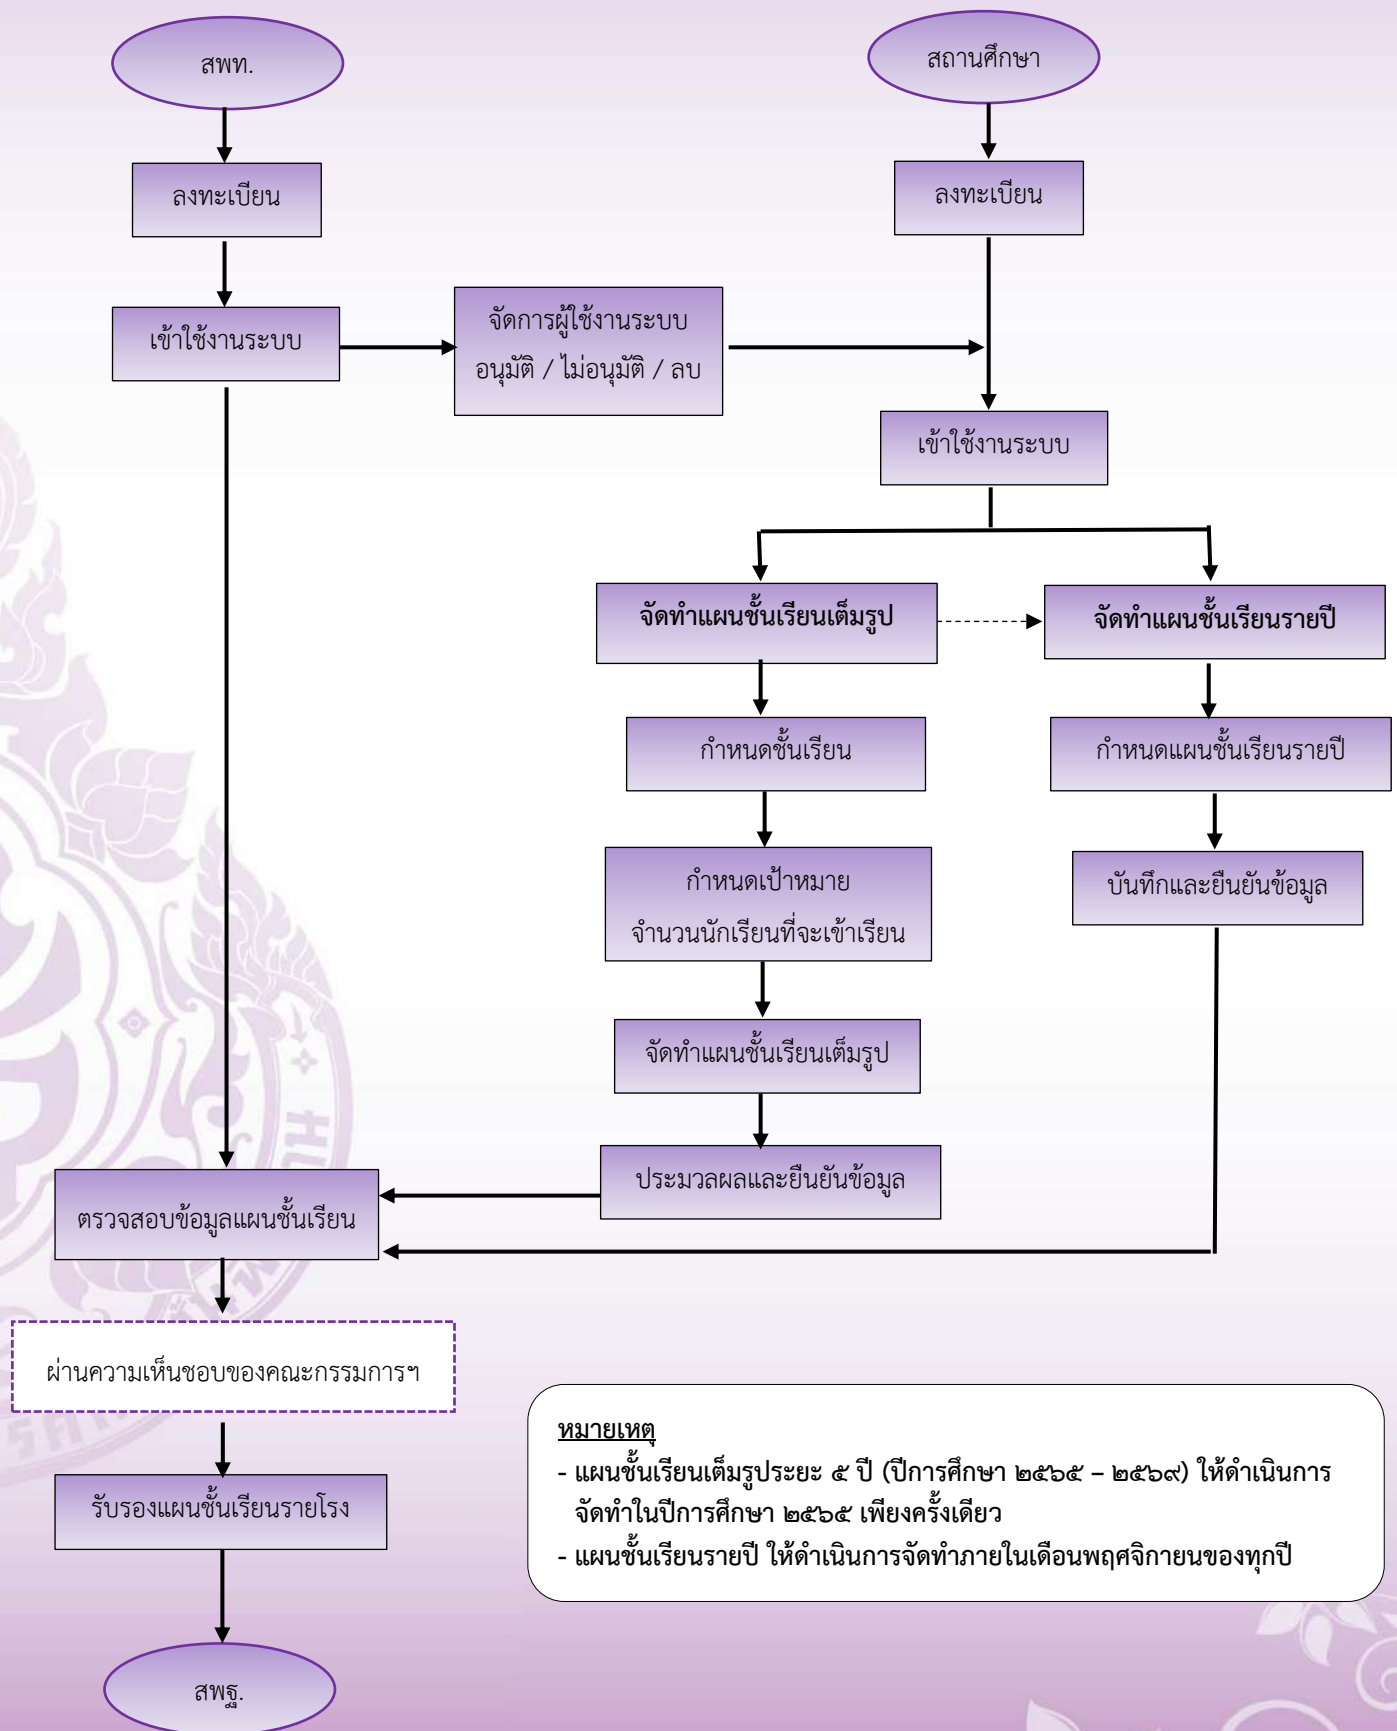 สพท.
สถานศึกษา
ลงทะเบียน
ลงทะเบียน
เข้าใช้งานระบบ
จัดการผู้ใช้งานระบบ
อนุมัติ / ไม่อนุมัติ / ลบ
เข้าใช้งานระบบ
จัดทำแผนชั้นเรียนเต็มรูป
จัดทำแผนชั้นเรียนรายปี
กำหนดชั้นเรียน
กำหนดแผนชั้นเรียนรายปี
กำหนดเป้าหมาย
จำนวนนักเรียนที่จะเข้าเรียน
บันทึกและยืนยันข้อมูล
จัดทำแผนชั้นเรียนเต็มรูป
ประมวลผลและยืนยันข้อมูล
ตรวจสอบข้อมูลแผนชั้นเรียน
ผ่านความเห็นชอบของคณะกรรมการฯ
รับรองแผนชั้นเรียนรายโรง
สพฐ.
หมายเหตุ
- แผนชั้นเรียนเต็มรูประยะ ๕ ปี (ปีการศึกษา ๒๕๖๕ – ๒๕๖๙) ให้ดำเนินการ
จัดทำในปีการศึกษา ๒๕๖๕ เพียงครั้งเดียว
- แผนชั้นเรียนรายปี ให้ดำเนินการจัดทำภายในเดือนพฤศจิกายนของทุกปี